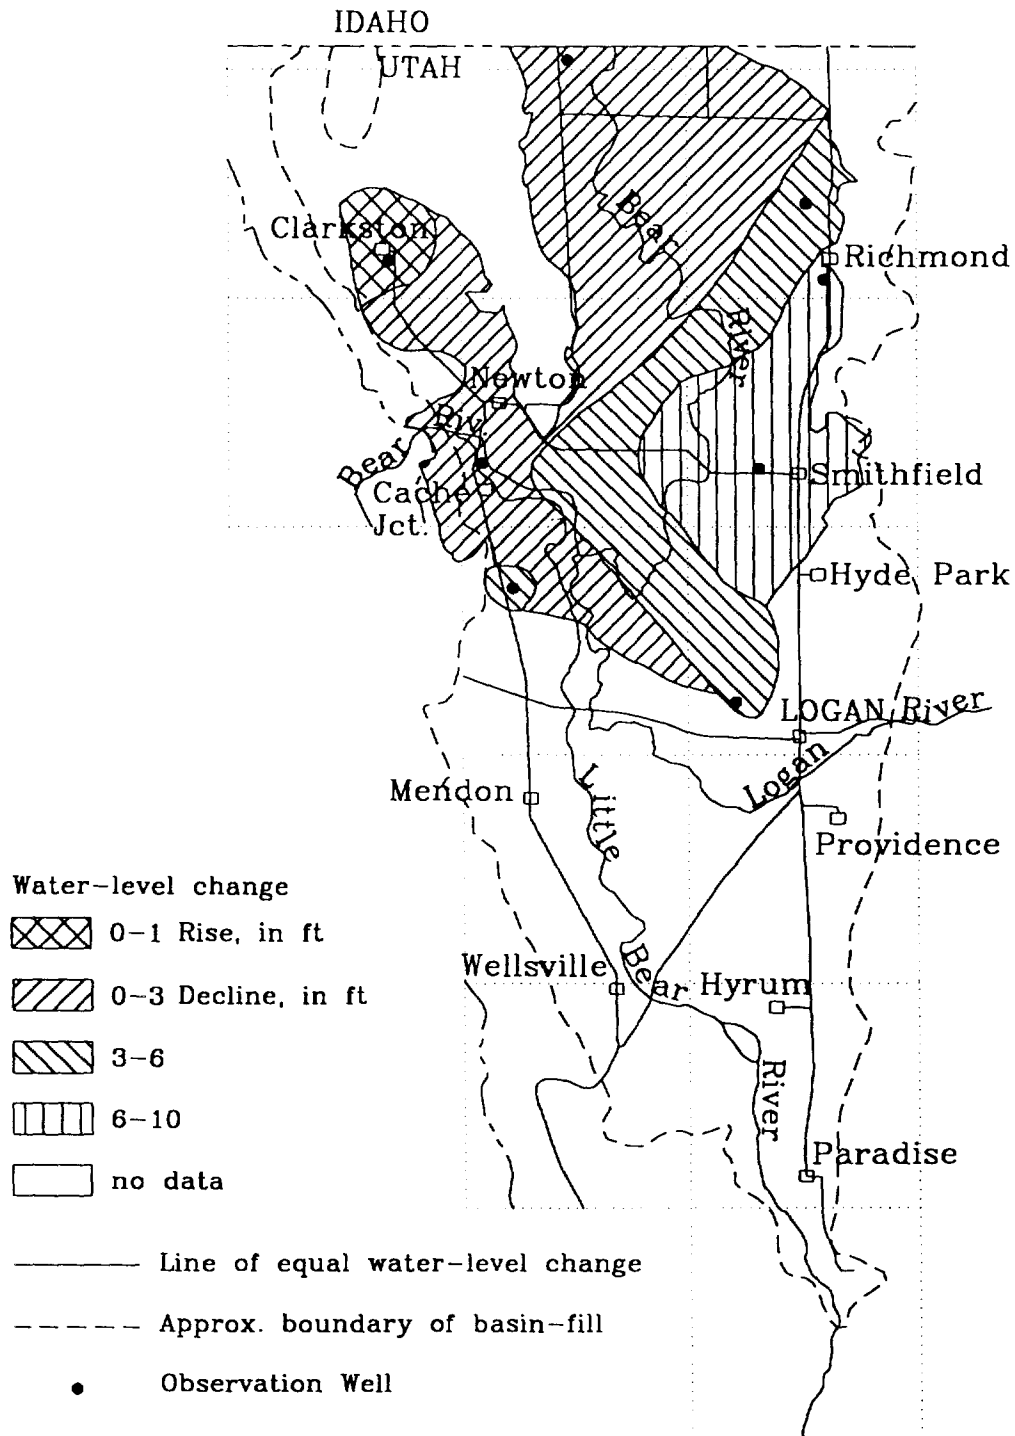 IDAHO
UTAH
Bear
River
Clarkston
Richmond
Newton
Bear Riv.
Cache
Jct.
Smithfield
Hyde Park
LOGAN River
Logan
Mendon
Little
Providence
Water-level change
0-1 Rise, in ft
0-3 Decline, in ft
3-6
6-10
no data
Wellsville
Bear
Hyrum
River
Paradise
Line of equal water-level change
Approx. boundary of basin-fill
Observation Well